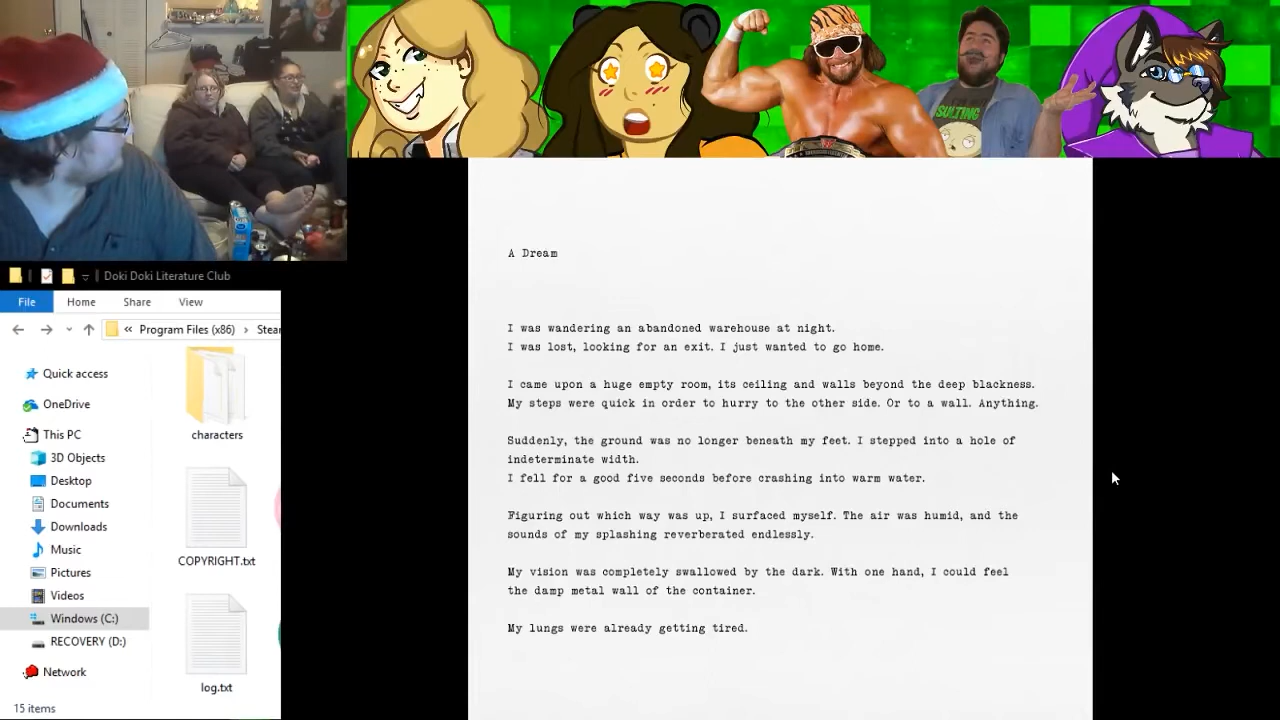 SULTING
A Dream
I was wandering an abandoned warehouse at night.
I was lost, looking for an exit. I just wanted to go home.
I came upon a huge empty room, its ceiling and walls beyond the deep blackness.
My steps were quick in order to hurry to the other side. Or to a wall. Anything.
Suddenly, the ground was no longer beneath my feet. I stepped into a hole of
indeterminate width.
I fell for a good five seconds before crashing into warm water.
Figuring out which way was up, I surfaced myself. The air was humid, and the
sounds of my splashing reverberated endlessly.
My vision was completely swallowed by the dark. With one hand, I could feel
the damp metal wall of the container.
My lungs were already getting tired.
Doki Doki Literature Club
File Home Share View
« Program Files (x86) > Stea
Quick access
OneDrive
This PC
3D Objects
Desktop
Documents
Downloads
Music
Pictures
Videos
Windows (C:)
RECOVERY (D:)
Network
characters
COPYRIGHT.txt
log.txt
15 items